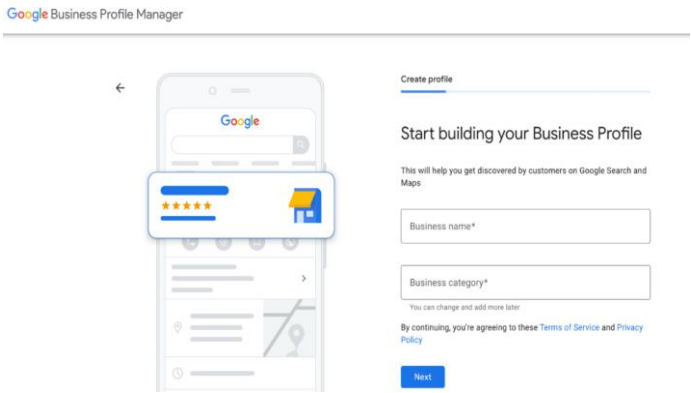 Google Business Profile Manager
Google
Create profile
Start building your Business Profile
This will help you get discovered by customers on Google Search and
Maps
Business name*
Business category*
You can change and add more later
By continuing, you're agreeing to these Terms of Service and Privacy
Policy
Next